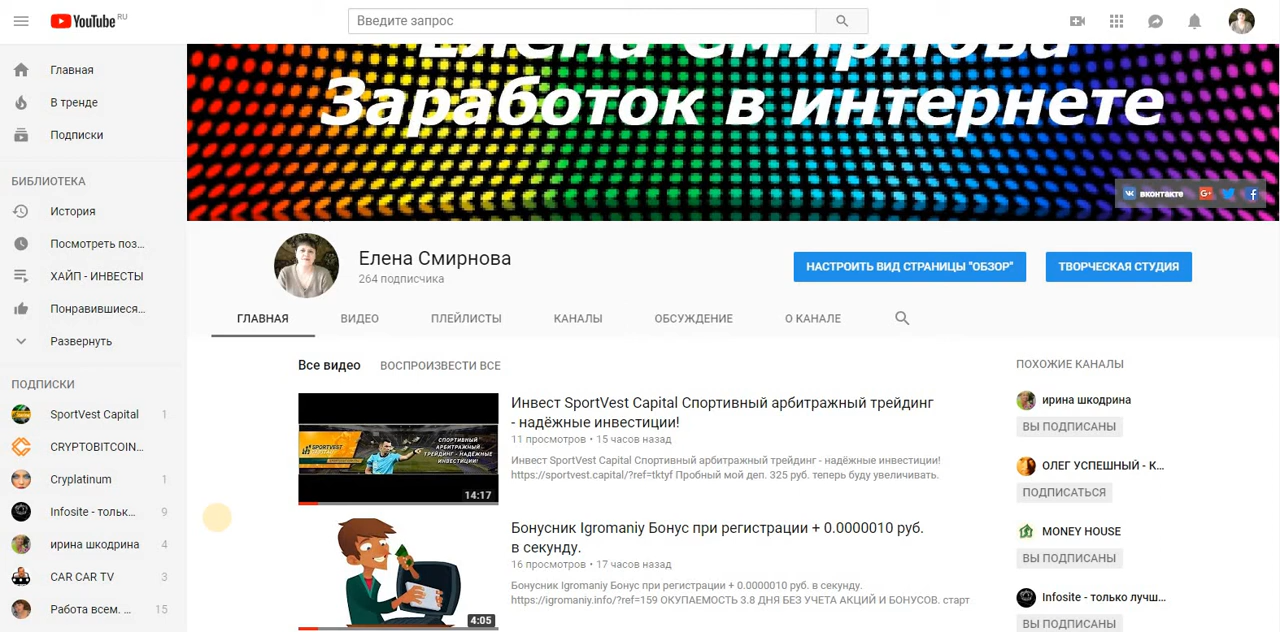 YouTube RU
Введите запрос
Главная
В тренде
Подписки
БИБЛИОТЕКА
История
Посмотреть поз...
ХАЙП - ИНВЕСТЫ
Понравившиеся...
Развернуть
ПОДПИСКИ
SportVest Capital 1
CRYPTOBITCOIN...
Cryplatinum 1
Infosite - тольк... 9
ирина шкодрина 4
CAR CAR TV 3
Работа всем. ... 15
Елена Смирнова
Заработок в интернете
вконтакте G+
Елена Смирнова
264 подписчика
НАСТРОИТЬ ВИД СТРАНИЦЫ "ОБЗОР"
ТВОРЧЕСКАЯ СТУДИЯ
ГЛАВНАЯ ВИДЕО ПЛЕЙЛИСТЫ КАНАЛЫ ОБСУЖДЕНИЕ О КАНАЛЕ
Все видео ВОСПРОИЗВЕСТИ ВСЕ
СПОРТИВНЫЙ
АРБИТРАЖНЫЙ
ТРЕЙДИНГ - НАДЁЖНЫЕ
ИНВЕСТИЦИИ!
14:17
Инвест SportVest Capital Спортивный арбитражный трейдинг
- надёжные инвестиции!
11 просмотров • 15 часов назад
Инвест SportVest Capital Спортивный арбитражный трейдинг - надёжные инвестиции!
https://sportvest.capital/?ref=tktyf Пробный мой деп. 325 руб. теперь буду увеличивать.
4:05
Бонусник Igromaniy Бонус при регистрации + 0.0000010 руб.
в секунду.
16 просмотров • 17 часов назад
Бонусник Igromaniy Бонус при регистрации + 0.0000010 руб. в секунду.
https://igromaniy.info/?ref=159 ОКУПАЕМОСТЬ 3.8 ДНЯ БЕЗ УЧЕТА АКЦИЙ И БОНУСОВ. старт
ПОХОЖИЕ КАНАЛЫ
ирина шкодрина
ВЫ ПОДПИСАНЫ
ОЛЕГ УСПЕШНЫЙ - К...
ПОДПИСАТЬСЯ
MONEY HOUSE
ВЫ ПОДПИСАНЫ
Infosite - только лучш...
ВЫ ПОДПИСАНЫ